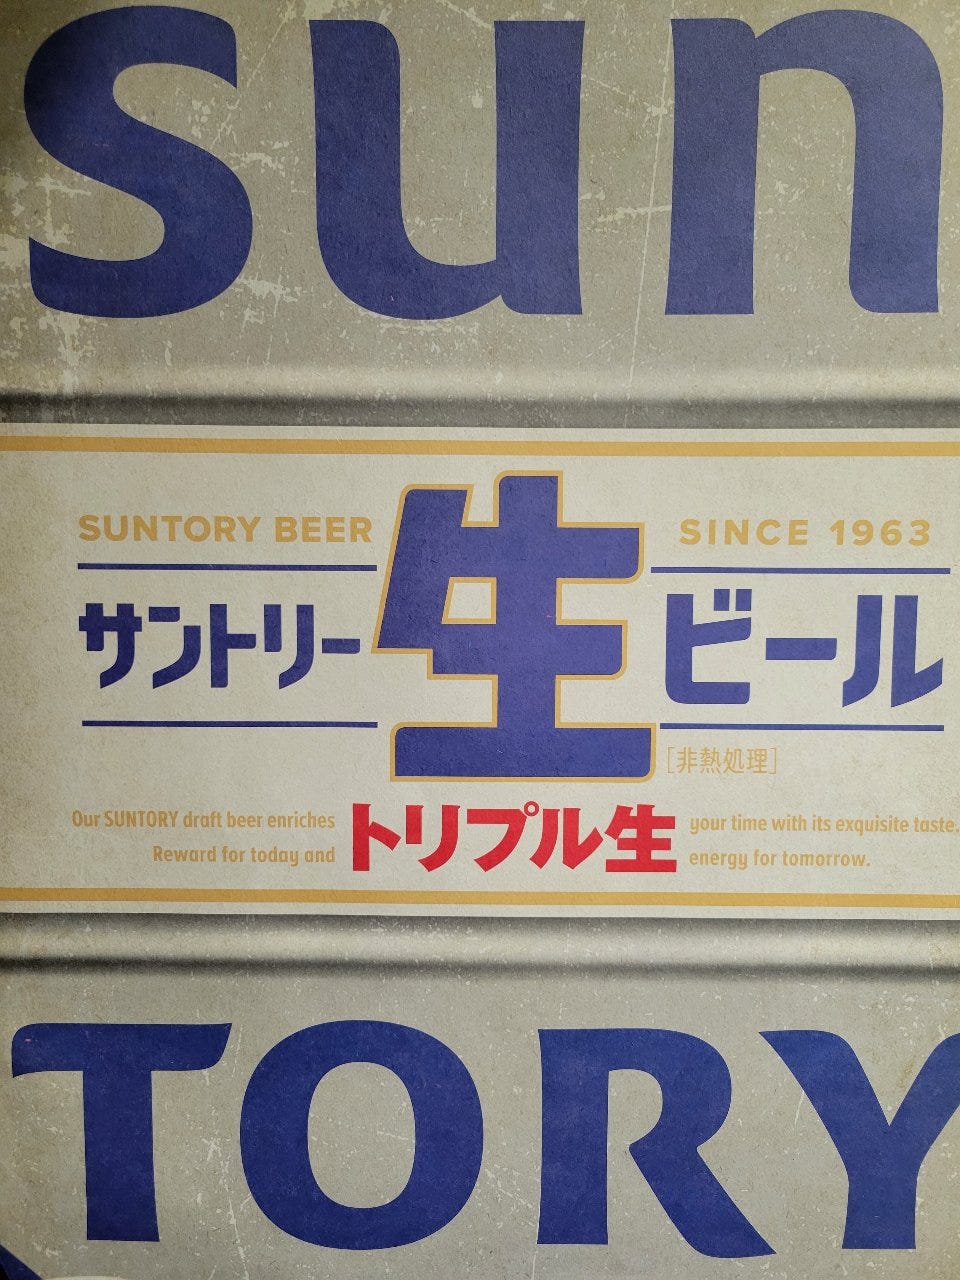 SUN
SUNTORY BEER
SINCE 1963
サントリー生ビール
[非熱処理]
トリプル生
Our SUNTORY draft beer enriches your time with its exquisite taste.
Reward for today and energy for tomorrow.
TORY